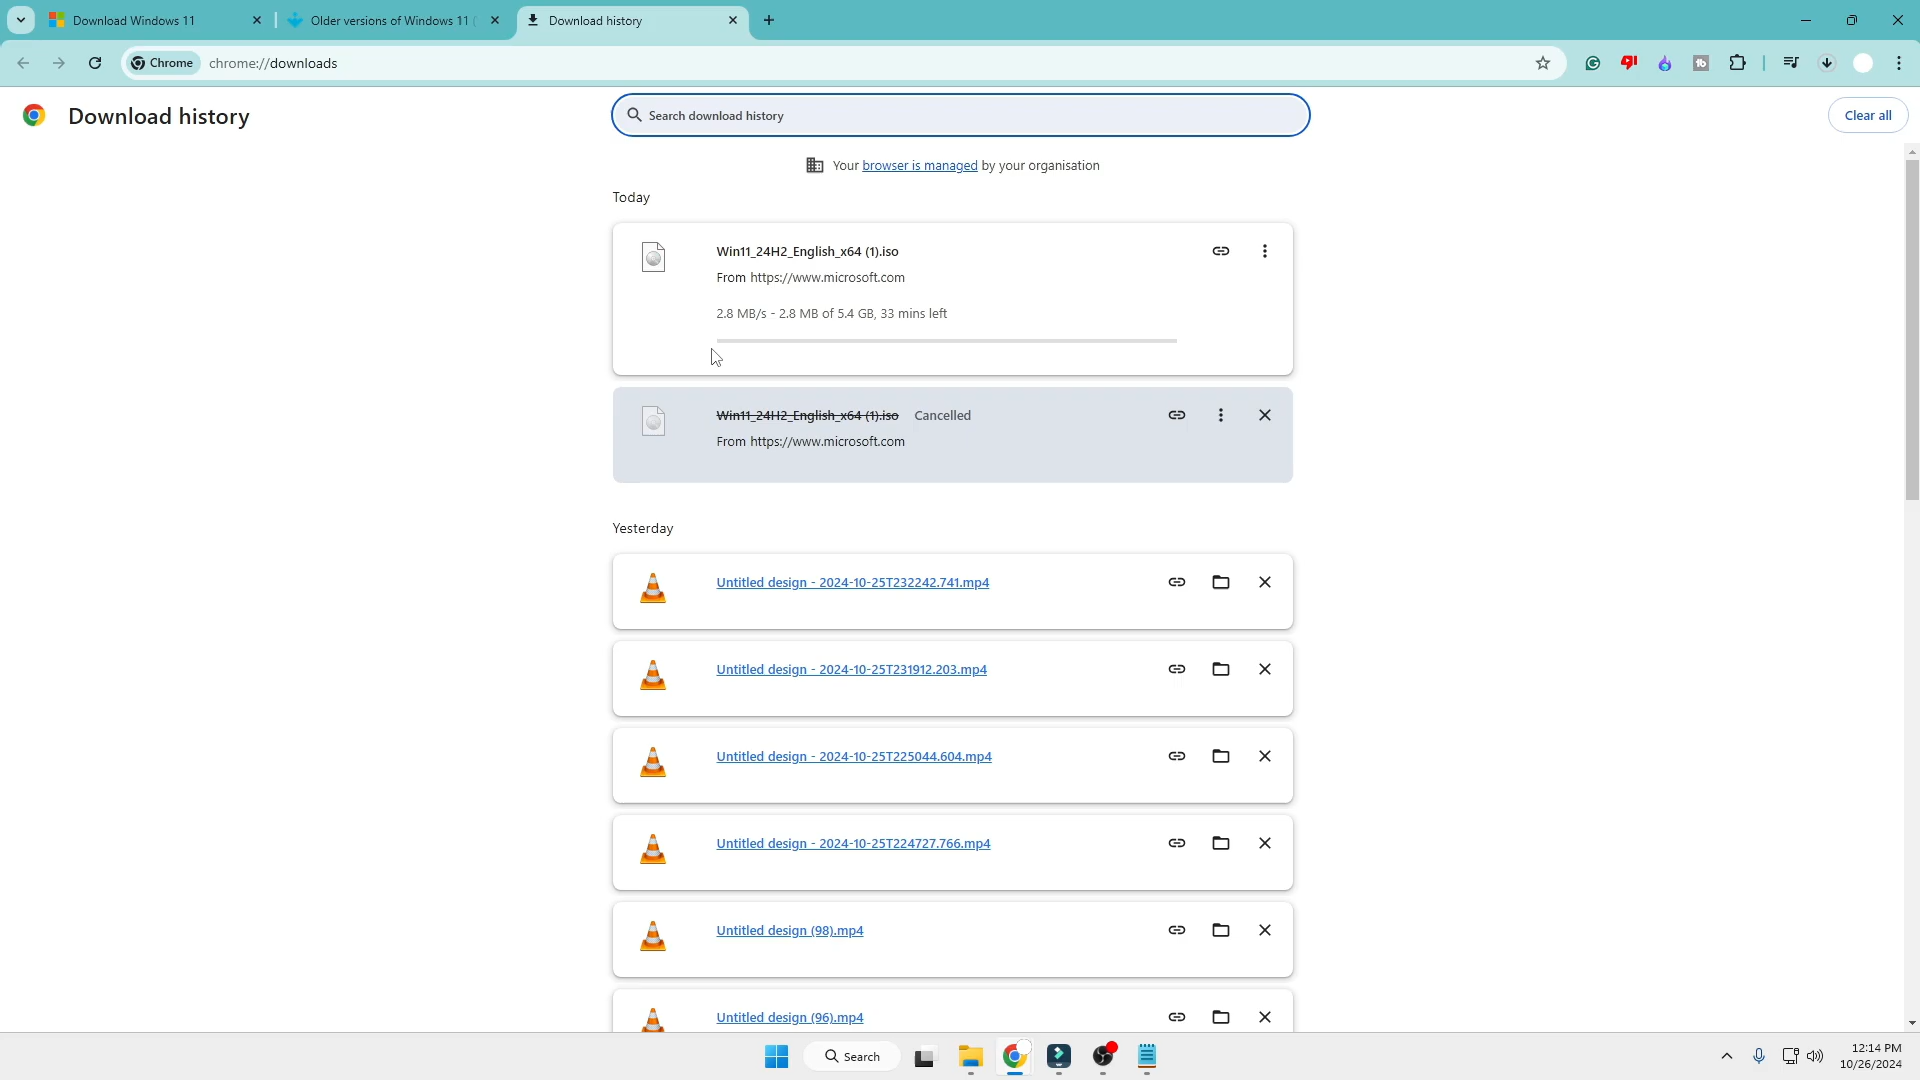 Download Windows 11
Older versions of Windows 11 (
Download history
Chrome
chrome://downloads
Download history
Search download history
Clear all
Your browser is managed by your organisation
Today
Win11_24H2_English_x64 (1).iso
From https://www.microsoft.com
2.8 MB/s - 2.8 MB of 5.4 GB, 33 mins left
Win11_24H2_English_x64 (1).iso Cancelled
From https://www.microsoft.com
Yesterday
Untitled design - 2024-10-25T232242.741.mp4
Untitled design - 2024-10-25T231912.203.mp4
Untitled design - 2024-10-25T225044.604.mp4
Untitled design - 2024-10-25T224727.766.mp4
Untitled design (98).mp4
Untitled design (96).mp4
Search
12:14 PM
10/26/2024